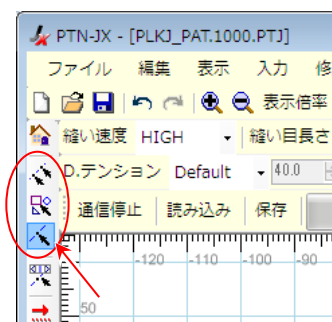 PTN-JX - [PLKJ_PAT.1000.PTJ]
ファイル 編集 表示 入力 修
表示倍率
縫い速度 HIGH 縫い目長さ
D.テンション Default 40.0
通信停止 読み込み 保存
-120 -110 -100 -90
50